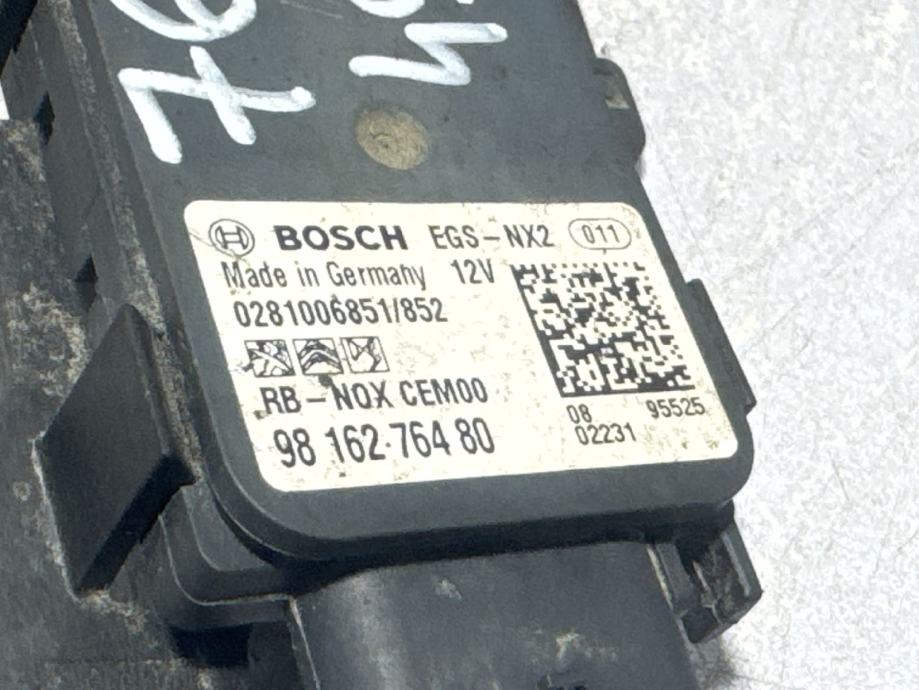 76
BOSCH EGS-NX2 011
Made in Germany 12V
0281006851/852
RB-NOX CEM00
98 162 764 80
08 95525
02231